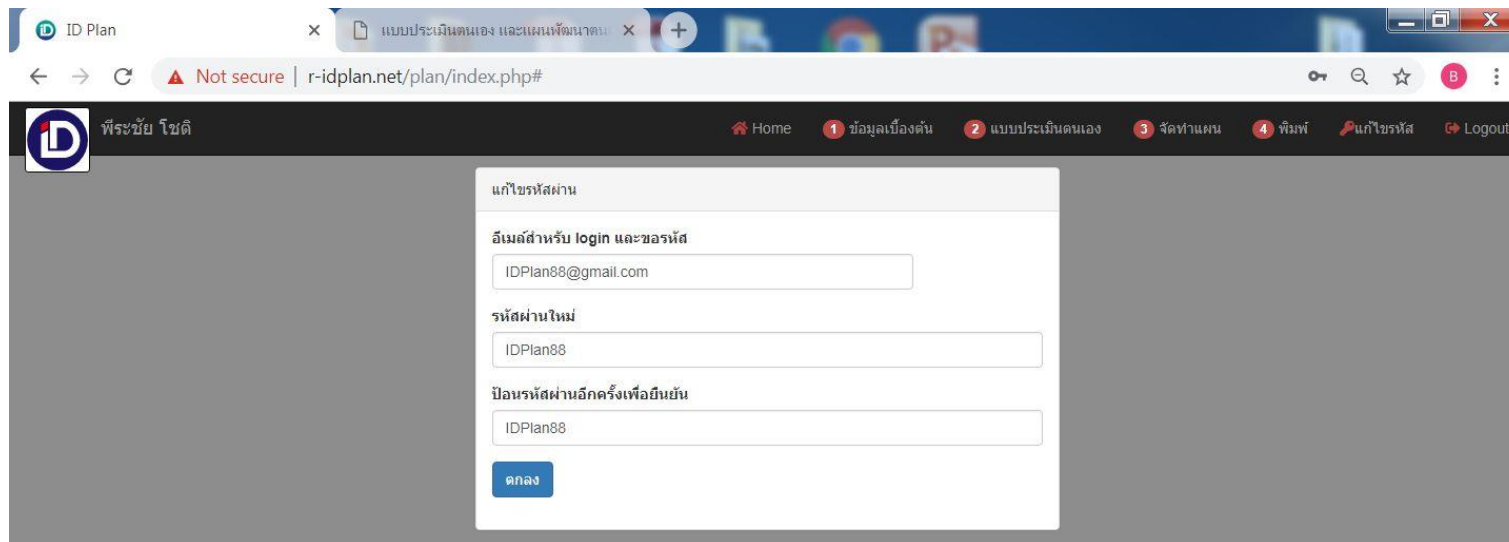 ID Plan
แบบประเมินตนเอง และแผนพัฒนาตน
Not secure | r-idplan.net/plan/index.php#
B
ID
พีระชัย โชติ
Home 1 ข้อมูลเบื้องต้น 2 แบบประเมินตนเอง 3 จัดทำแผน 4 พิมพ์ แก้ไขรหัส Logout
แก้ไขรหัสผ่าน
อีเมล์สำหรับ login และขอรหัส
IDPlan88@gmail.com
รหัสผ่านใหม่
IDPlan88
ป้อนรหัสผ่านอีกครั้งเพื่อยืนยัน
IDPlan88
ตกลง